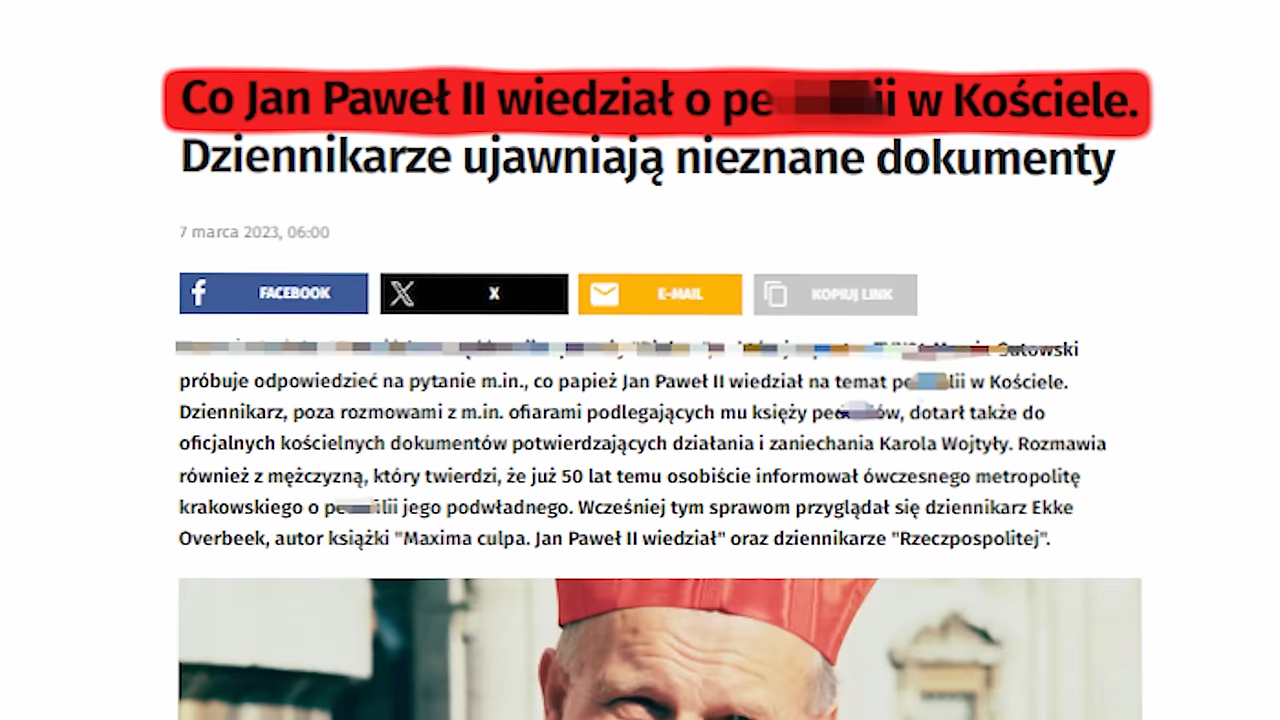 Co Jan Paweł II wiedział o w Kościele.
Dziennikarze ujawniają nieznane dokumenty
7 marca 2023, 06:00
FACEBOOK
X
E-MAIL
KOPIUJ LINK
Gutowski
próbuje odpowiedzieć na pytanie m.in., co papież Jan Paweł II wiedział na temat w Kościele.
Dziennikarz, poza rozmowami z m.in. ofiarami podlegających mu księży dotarł także do
oficjalnych kościelnych dokumentów potwierdzających działania i zaniechania Karola Wojtyły. Rozmawia
również z mężczyzną, który twierdzi, że już 50 lat temu osobiście informował ówczesnego metropolitę
krakowskiego o jego podwładnego. Wcześniej tym sprawom przyglądał się dziennikarz Ekke
Overbeek, autor książki "Maxima culpa. Jan Paweł II wiedział" oraz dziennikarze "Rzeczpospolitej".